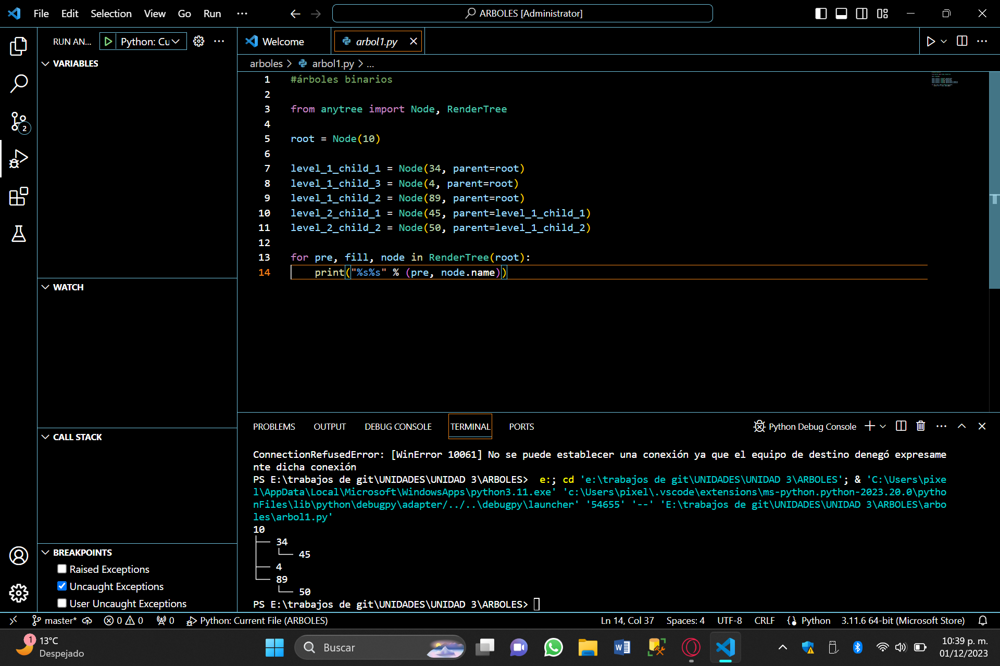 File Edit Selection View Go Run ··· ARBOLES [Administrator]
RUN AN... Python: Cu
Welcome arbol1.py
VARIABLES
arboles > arbol1.py > ...
1 #árboles binarios
2
3 from anytree import Node, RenderTree
4
5 root = Node(10)
6
7 level_1_child_1 = Node(34, parent=root)
8 level_1_child_3 = Node(4, parent=root)
9 level_1_child_2 = Node(89, parent=root)
10 level_2_child_1 = Node(45, parent=level_1_child_1)
11 level_2_child_2 = Node(50, parent=level_1_child_2)
12
13 for pre, fill, node in RenderTree(root):
14 print("%s%s" % (pre, node.name))
2
WATCH
CALL STACK
BREAKPOINTS
Raised Exceptions
Uncaught Exceptions
User Uncaught Exceptions
PROBLEMS OUTPUT DEBUG CONSOLE TERMINAL PORTS Python Debug Console
ConnectionRefusedError: [WinError 10061] No se puede establecer una conexión ya que el equipo de destino denegó expresame
nte dicha conexión
PS E:\trabajos de git\UNIDADES\UNIDAD 3\ARBOLES>  e:; cd 'e:\trabajos de git\UNIDADES\UNIDAD 3\ARBOLES'; & 'C:\Users\pixe
l\AppData\Local\Microsoft\WindowsApps\python3.11.exe' 'c:\Users\pixel\.vscode\extensions\ms-python.python-2023.20.0\pytho
nFiles\lib\python\debugpy\adapter/../..\debugpy\launcher' '54655' '--' 'E:\trabajos de git\UNIDADES\UNIDAD 3\ARBOLES\arbo
les\arbol1.py'
10
├── 34
│   └── 45
├── 4
└── 89
    └── 50
PS E:\trabajos de git\UNIDADES\UNIDAD 3\ARBOLES>
master* 0 0 0 Python: Current File (ARBOLES) Ln 14, Col 37 Spaces: 4 UTF-8 CRLF Python 3.11.6 64-bit (Microsoft Store)
1 13°C
Despejado
Buscar
10:39 p. m.
01/12/2023